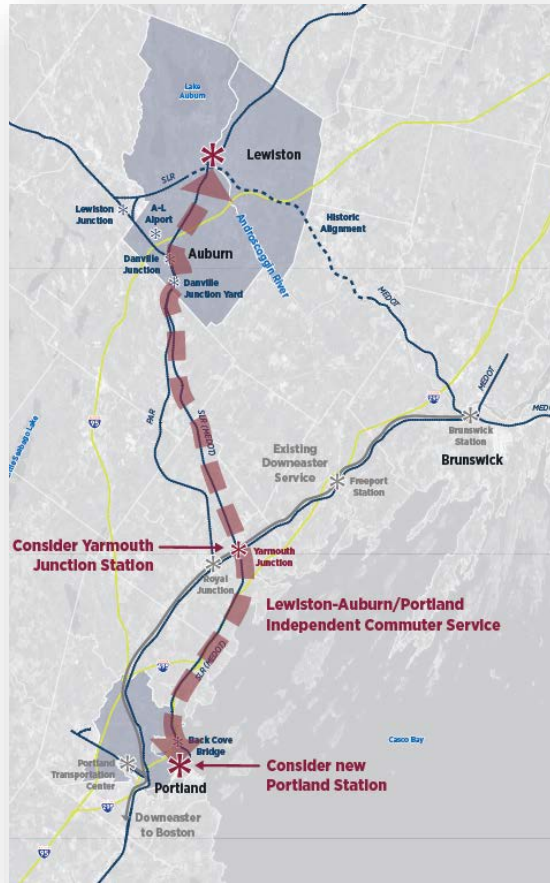 Lake
Auburn
Lewiston
SLR
Lewiston
Junction
A-L
Aiport
Historic
Alignment
Androscoggin River
Auburn
Danville
Junction
Danville
Junction Yard
MEDOT
MEDOT
MEDOT
295
95
PAR
SLR (MEDOT)
Brunswick
Station
Brunswick
Existing
Downeaster
Service
Freeport
Station
Consider Yarmouth
Junction Station
Yarmouth
Junction
Royal
Junction
Lewiston-Auburn/Portland
Independent Commuter Service
SLR (MEDOT)
Back Cove
Bridge
Casco Bay
Portland
Transportation
Center
Consider new
Portland Station
Portland
Downeaster
to Boston
95